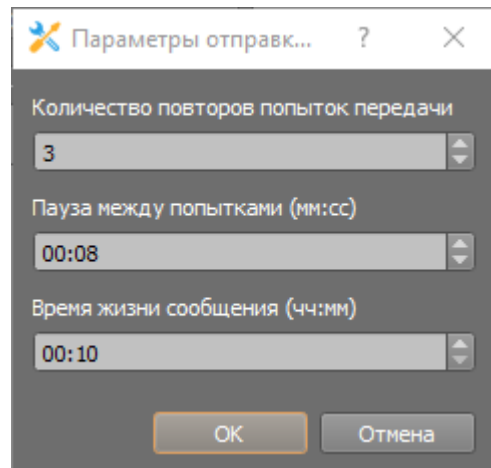 Параметры отправк... ?
Количество повторов попыток передачи
3
Пауза между попытками (мм:сс)
00:08
Время жизни сообщения (чч:мм)
00:10
OK Отмена